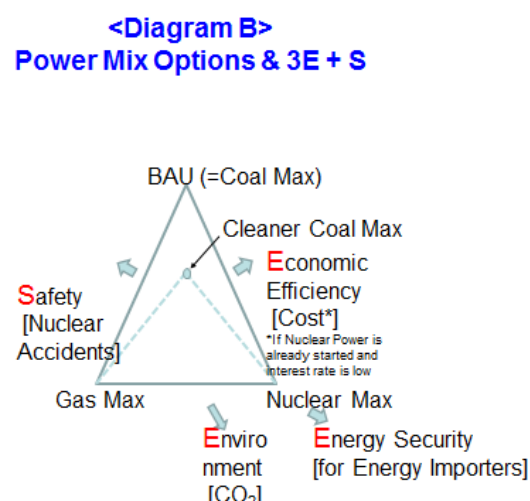 <Diagram B>
Power Mix Options & 3E + S
BAU (=Coal Max)
Cleaner Coal Max
Economic
Efficiency
[Cost*]
*If Nuclear Power is
already started and
interest rate is low
Safety
[Nuclear
Accidents]
Gas Max
Nuclear Max
Enviro
nment
[CO₂]
Energy Security
[for Energy Importers]